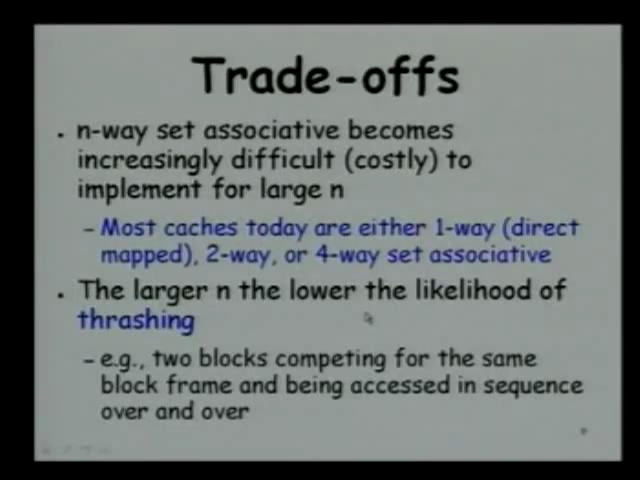 Trade-offs
• n-way set associative becomes
increasingly difficult (costly) to
implement for large n
– Most caches today are either 1-way (direct
mapped), 2-way, or 4-way set associative
• The larger n the lower the likelihood of
thrashing
– e.g., two blocks competing for the same
block frame and being accessed in sequence
over and over